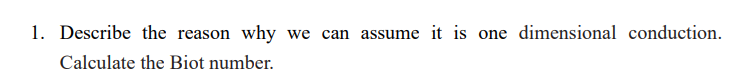 1. Describe the reason why we can assume it is one dimensional conduction.
Calculate the Biot number.